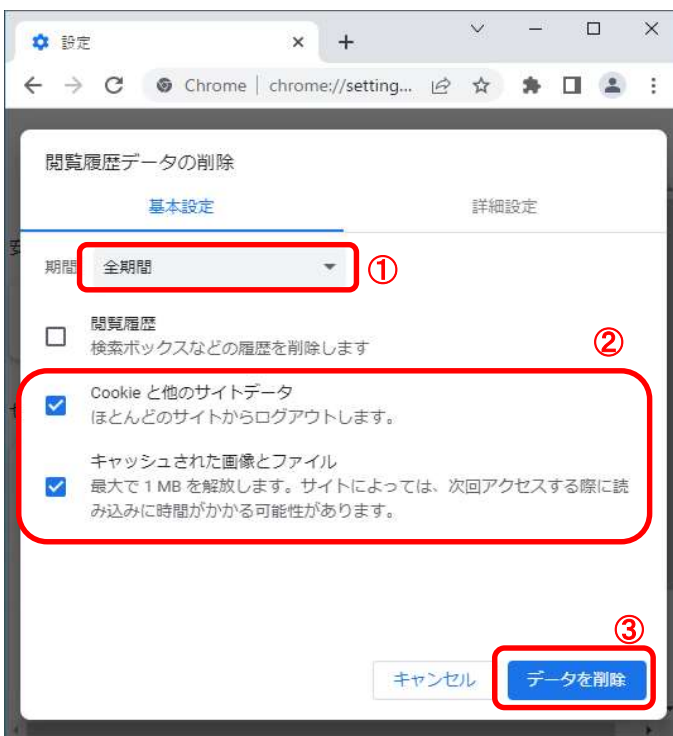 設定
Chrome | chrome://setting...
閲覧履歴データの削除
基本設定 詳細設定
期間 全期間 ①
閲覧履歴
検索ボックスなどの履歴を削除します
②
Cookie と他のサイトデータ
ほとんどのサイトからログアウトします。
キャッシュされた画像とファイル
最大で 1 MB を解放します。サイトによっては、次回アクセスする際に読
み込みに時間がかかる可能性があります。
③
キャンセル データを削除